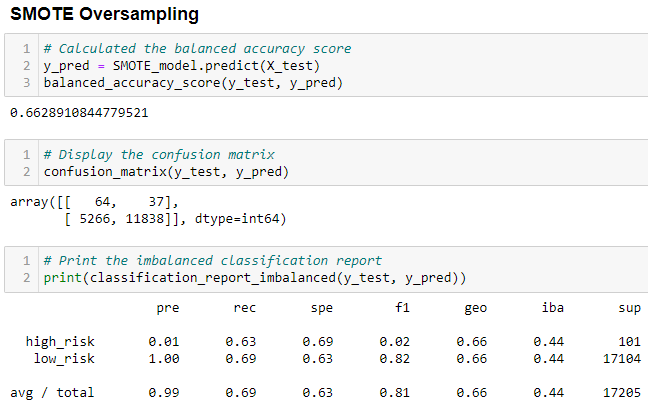 SMOTE Oversampling
1 # Calculated the balanced accuracy score
2 y_pred = SMOTE_model.predict(X_test)
3 balanced_accuracy_score(y_test, y_pred)
0.6628910844779521
1 # Display the confusion matrix
2 confusion_matrix(y_test, y_pred)
array([[   64,    37],
       [ 5266, 11838]], dtype=int64)
1 # Print the imbalanced classification report
2 print(classification_report_imbalanced(y_test, y_pred))
pre rec spe f1 geo iba sup
high_risk 0.01 0.63 0.69 0.02 0.66 0.44 101
low_risk 1.00 0.69 0.63 0.82 0.66 0.44 17104
avg / total 0.99 0.69 0.63 0.81 0.66 0.44 17205